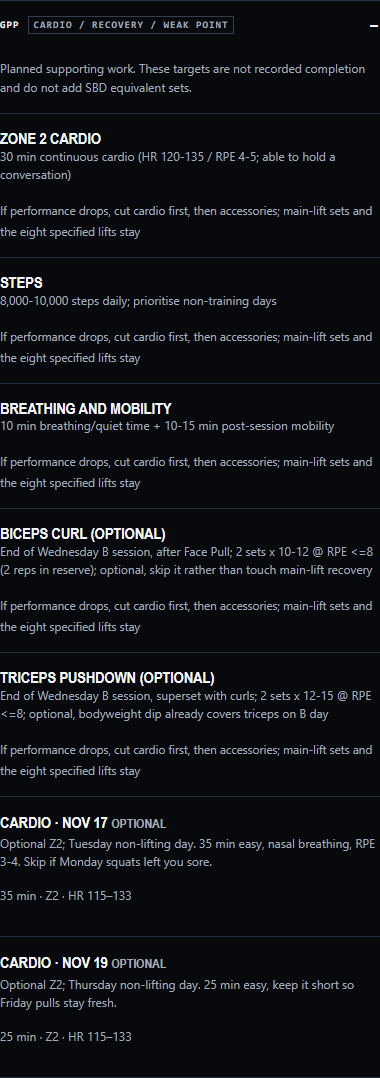 GPP CARDIO / RECOVERY / WEAK POINT –
Planned supporting work. These targets are not recorded completion
and do not add SBD equivalent sets.
ZONE 2 CARDIO
30 min continuous cardio (HR 120-135 / RPE 4-5; able to hold a
conversation)
If performance drops, cut cardio first, then accessories; main-lift sets and
the eight specified lifts stay
STEPS
8,000-10,000 steps daily; prioritise non-training days
If performance drops, cut cardio first, then accessories; main-lift sets and
the eight specified lifts stay
BREATHING AND MOBILITY
10 min breathing/quiet time + 10-15 min post-session mobility
If performance drops, cut cardio first, then accessories; main-lift sets and
the eight specified lifts stay
BICEPS CURL (OPTIONAL)
End of Wednesday B session, after Face Pull; 2 sets x 10-12 @ RPE <=8
(2 reps in reserve); optional, skip it rather than touch main-lift recovery
If performance drops, cut cardio first, then accessories; main-lift sets and
the eight specified lifts stay
TRICEPS PUSHDOWN (OPTIONAL)
End of Wednesday B session, superset with curls; 2 sets x 12-15 @ RPE
<=8; optional, bodyweight dip already covers triceps on B day
If performance drops, cut cardio first, then accessories; main-lift sets and
the eight specified lifts stay
CARDIO · NOV 17 OPTIONAL
Optional Z2; Tuesday non-lifting day. 35 min easy, nasal breathing, RPE
3-4. Skip if Monday squats left you sore.
35 min · Z2 · HR 115–133
CARDIO · NOV 19 OPTIONAL
Optional Z2; Thursday non-lifting day. 25 min easy, keep it short so
Friday pulls stay fresh.
25 min · Z2 · HR 115–133